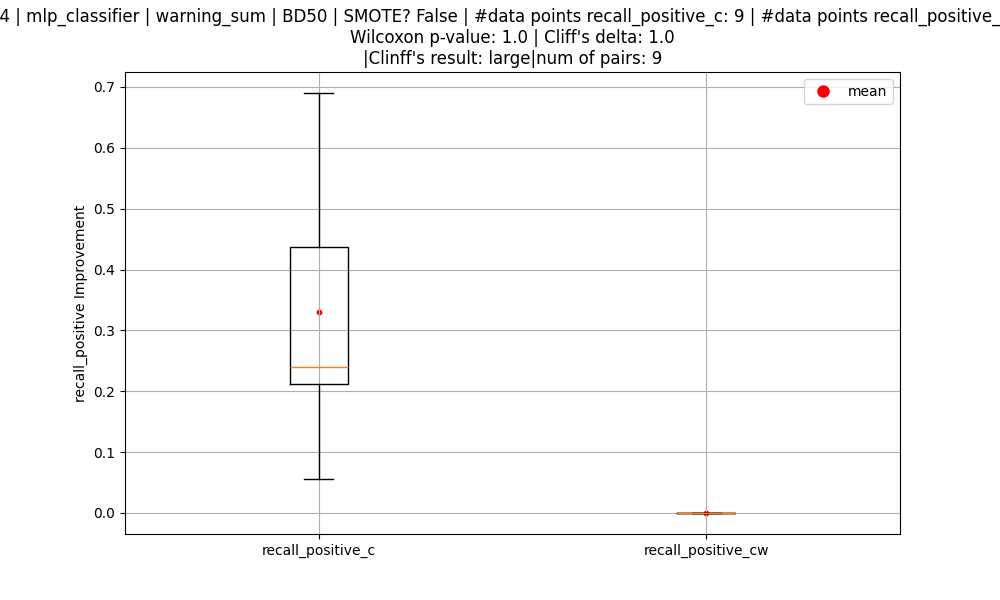 4 | mlp_classifier | warning_sum | BD50 | SMOTE? False | #data points recall_positive_c: 9 | #data points recall_positive_
Wilcoxon p-value: 1.0 | Cliff's delta: 1.0
|Clinff's result: large|num of pairs: 9
mean
0.7
0.6
0.5
0.4
0.3
0.2
0.1
0.0
recall_positive Improvement
recall_positive_c
recall_positive_cw